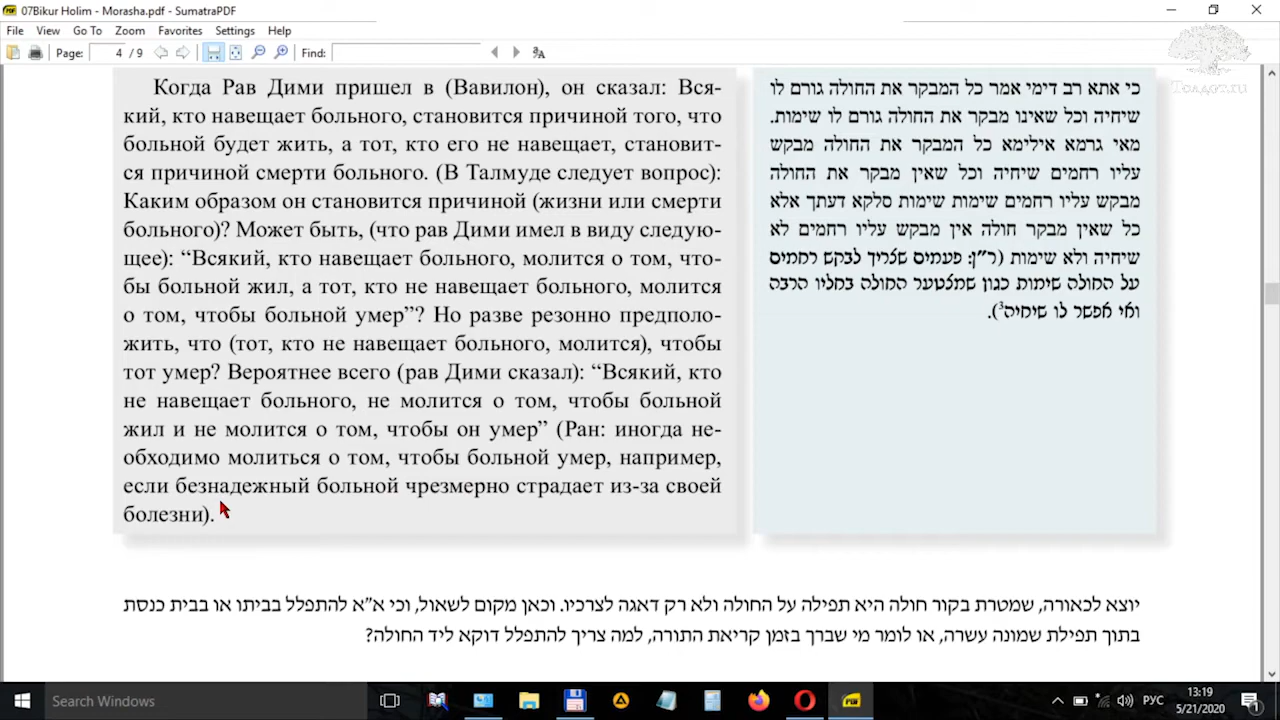 07Bikur Holim - Morasha.pdf - SumatraPDF
File View Go To Zoom Favorites Settings Help
Page: 4 / 9 Find:
Толдот.ru
Когда Рав Дими пришел в (Вавилон), он сказал: Вся-
кий, кто навещает больного, становится причиной того, что
больной будет жить, а тот, кто его не навещает, становит-
ся причиной смерти больного. (В Талмуде следует вопрос):
Каким образом он становится причиной (жизни или смерти
больного)? Может быть, (что рав Дими имел в виду следую-
щее): “Всякий, кто навещает больного, молится о том, что-
бы больной жил, а тот, кто не навещает больного, молится
о том, чтобы больной умер”? Но разве резонно предполо-
жить, что (тот, кто не навещает больного, молится), чтобы
тот умер? Вероятнее всего (рав Дими сказал): “Всякий, кто
не навещает больного, не молится о том, чтобы больной
жил и не молится о том, чтобы он умер” (Ран: иногда не-
обходимо молиться о том, чтобы больной умер, например,
если безнадежный больной чрезмерно страдает из-за своей
болезни).
כי אתא רב דימי אמר כל המבקר את החולה גורם לו
שיחיה וכל שאינו מבקר את החולה גורם לו שימות.
מאי גרמא אילימא כל המבקר את החולה מבקש
עליו רחמים שיחיה וכל שאין מבקר את החולה
מבקש עליו רחמים שימות שימות סלקא דעתך אלא
כל שאין מבקר חולה אין מבקש עליו רחמים לא
שיחיה ולא שימות (ר"ן: פעמים שצריך לבקש רחמים
על החולה שימות כגון שמצטער החולה בחליו הרבה
ואי אפשר לו שיחיה³).
יוצא לכאורה, שמטרת בקור חולה היא תפילה על החולה ולא רק דאגה לצרכיו. וכאן מקום לשאול, וכי א"א להתפלל בביתו או בבית כנסת
בתוך תפילת שמונה עשרה, או לומר מי שברך בזמן קריאת התורה, למה צריך להתפלל דוקא ליד החולה?
Search Windows РУС 13:19
5/21/2020 1